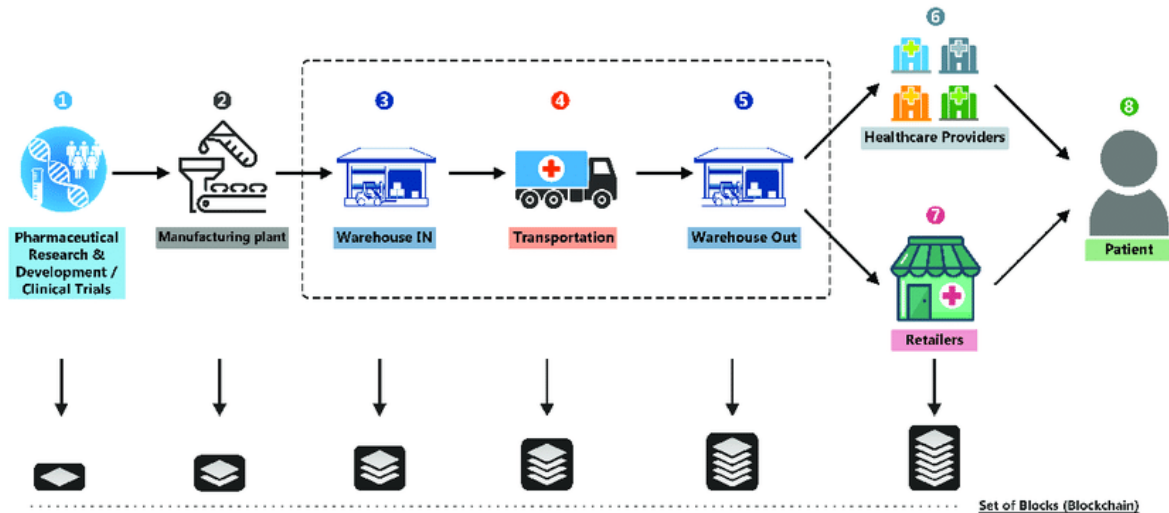 1
2
3
4
5
6
7
8
Pharmaceutical
Research &
Development /
Clinical Trials
Manufacturing plant
Warehouse IN
Transportation
Warehouse Out
Healthcare Providers
Retailers
Patient
Set of Blocks (Blockchain)